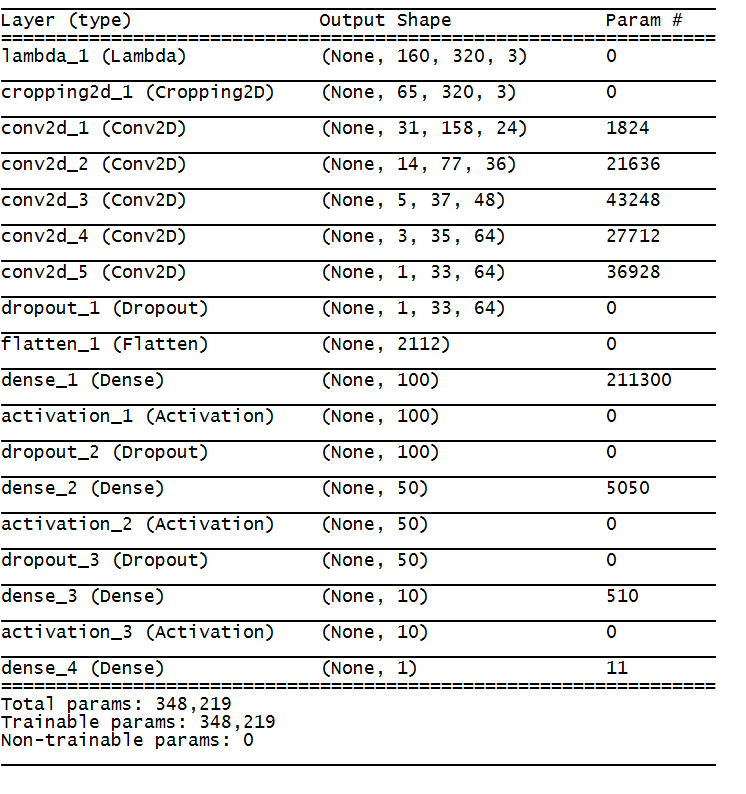 Layer (type) Output Shape Param #
=================================================================
lambda_1 (Lambda) (None, 160, 320, 3) 0
cropping2d_1 (Cropping2D) (None, 65, 320, 3) 0
conv2d_1 (Conv2D) (None, 31, 158, 24) 1824
conv2d_2 (Conv2D) (None, 14, 77, 36) 21636
conv2d_3 (Conv2D) (None, 5, 37, 48) 43248
conv2d_4 (Conv2D) (None, 3, 35, 64) 27712
conv2d_5 (Conv2D) (None, 1, 33, 64) 36928
dropout_1 (Dropout) (None, 1, 33, 64) 0
flatten_1 (Flatten) (None, 2112) 0
dense_1 (Dense) (None, 100) 211300
activation_1 (Activation) (None, 100) 0
dropout_2 (Dropout) (None, 100) 0
dense_2 (Dense) (None, 50) 5050
activation_2 (Activation) (None, 50) 0
dropout_3 (Dropout) (None, 50) 0
dense_3 (Dense) (None, 10) 510
activation_3 (Activation) (None, 10) 0
dense_4 (Dense) (None, 1) 11
=================================================================
Total params: 348,219
Trainable params: 348,219
Non-trainable params: 0